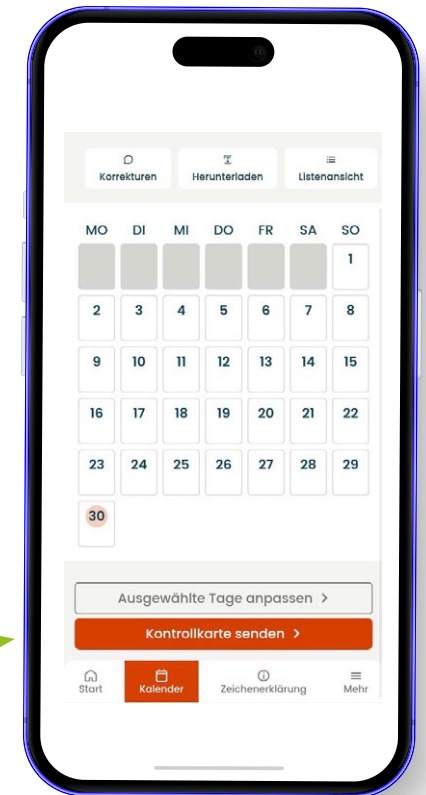 Korrekturen Herunterladen Listenansicht
MO DI MI DO FR SA SO
1
2 3 4 5 6 7 8
9 10 11 12 13 14 15
16 17 18 19 20 21 22
23 24 25 26 27 28 29
30
Ausgewählte Tage anpassen >
Kontrollkarte senden >
Start Kalender Zeichenerklärung Mehr